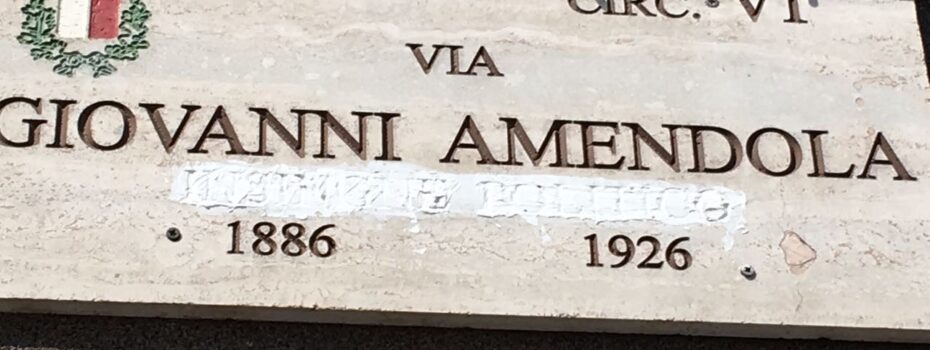 CIRC. VI
VIA
GIOVANNI AMENDOLA
1886 1926